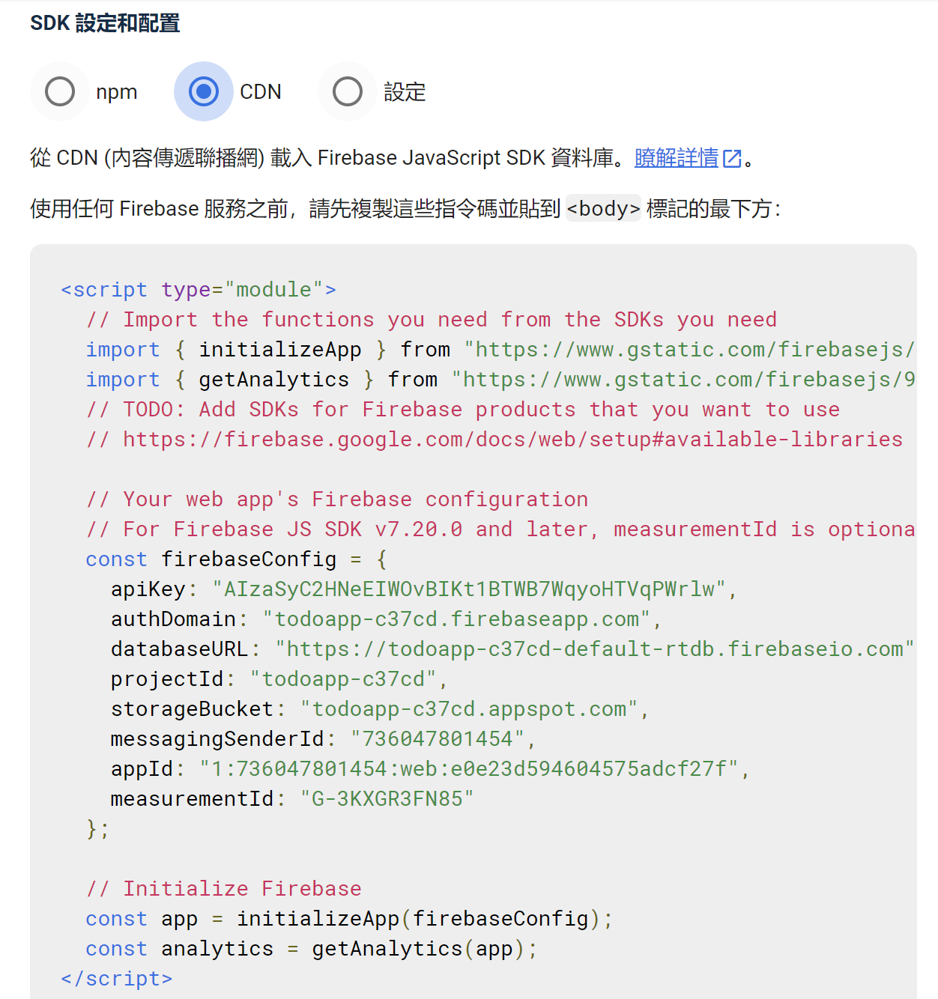 SDK 設定和配置
npm CDN 設定
從 CDN (內容傳遞聯播網) 載入 Firebase JavaScript SDK 資料庫。瞭解詳情。
使用任何 Firebase 服務之前，請先複製這些指令碼並貼到 <body> 標記的最下方：
<script type="module">
// Import the functions you need from the SDKs you need
import { initializeApp } from "https://www.gstatic.com/firebasejs/
import { getAnalytics } from "https://www.gstatic.com/firebasejs/9
// TODO: Add SDKs for Firebase products that you want to use
// https://firebase.google.com/docs/web/setup#available-libraries
// Your web app's Firebase configuration
// For Firebase JS SDK v7.20.0 and later, measurementId is optiona
const firebaseConfig = {
apiKey: "AIzaSyC2HNeEIWOvBIKt1BTWB7WqyoHTVqPWrlw",
authDomain: "todoapp-c37cd.firebaseapp.com",
databaseURL: "https://todoapp-c37cd-default-rtdb.firebaseio.com"
projectId: "todoapp-c37cd",
storageBucket: "todoapp-c37cd.appspot.com",
messagingSenderId: "736047801454",
appId: "1:736047801454:web:e0e23d594604575adcf27f",
measurementId: "G-3KXGR3FN85"
};
// Initialize Firebase
const app = initializeApp(firebaseConfig);
const analytics = getAnalytics(app);
</script>